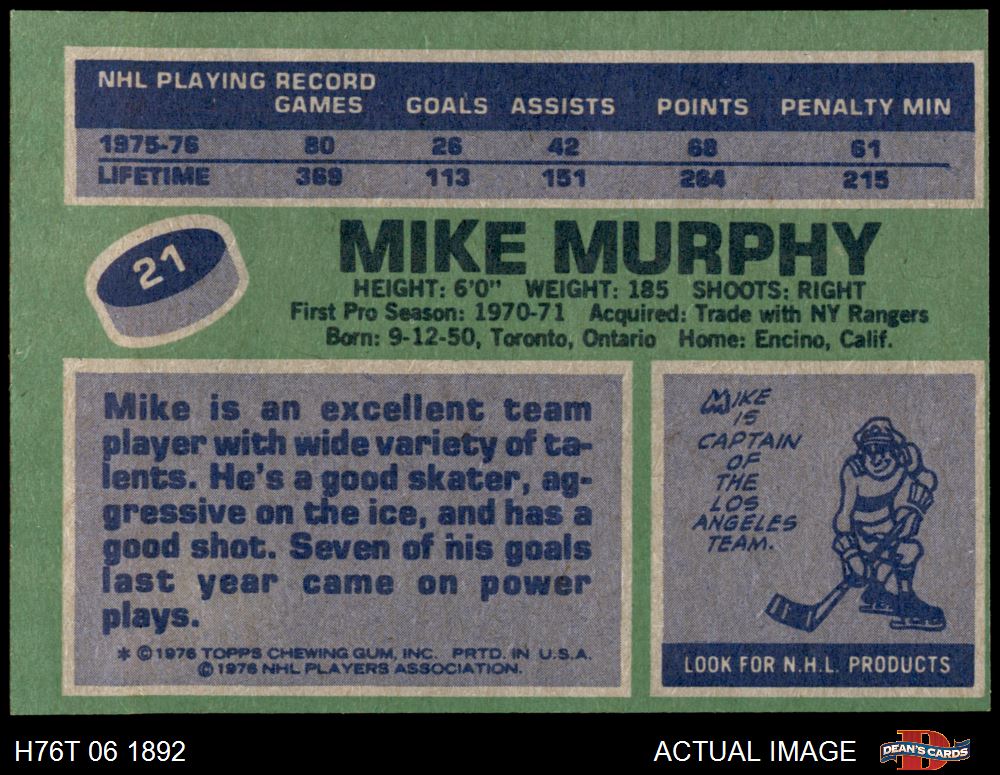 NHL PLAYING RECORD
GAMES GOALS ASSISTS POINTS PENALTY MIN
1975-76 80 26 42 68 61
LIFETIME 369 113 151 264 215
21
MIKE MURPHY
HEIGHT: 6'0" WEIGHT: 185 SHOOTS: RIGHT
First Pro Season: 1970-71 Acquired: Trade with NY Rangers
Born: 9-12-50, Toronto, Ontario Home: Encino, Calif.
Mike is an excellent team
player with wide variety of ta-
lents. He's a good skater, ag-
gressive on the ice, and has a
good shot. Seven of his goals
last year came on power
plays.
* © 1976 TOPPS CHEWING GUM, INC. PRTD. IN U.S.A.
© 1976 NHL PLAYERS ASSOCIATION.
MIKE
IS
CAPTAIN
OF
THE
LOS
ANGELES
TEAM.
LOOK FOR N.H.L. PRODUCTS
H76T 06 1892
ACTUAL IMAGE
D
DEAN'S CARDS